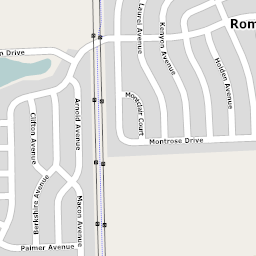 Rom
Laurel Avenue
Kenyon Avenue
Holden Avenue
n Drive
Clifton Avenue
Arnold Avenue
Montclair Court
Montrose Drive
Berkshire Avenue
Macon Avenue
Palmer Avenue